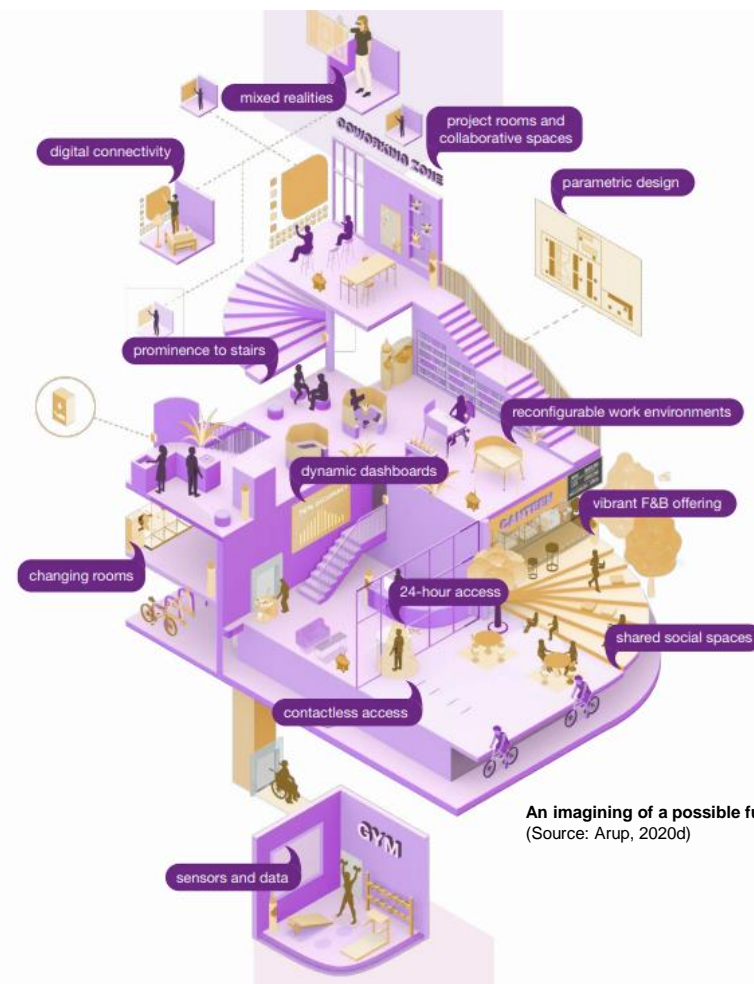 mixed realities
project rooms and
collaborative spaces
COWORKING ZONE
digital connectivity
parametric design
prominence to stairs
reconfigurable work environments
dynamic dashboards
CANTEEN
vibrant F&B offering
changing rooms
24-hour access
shared social spaces
contactless access
An imagining of a possible fu
(Source: Arup, 2020d)
GYM
sensors and data